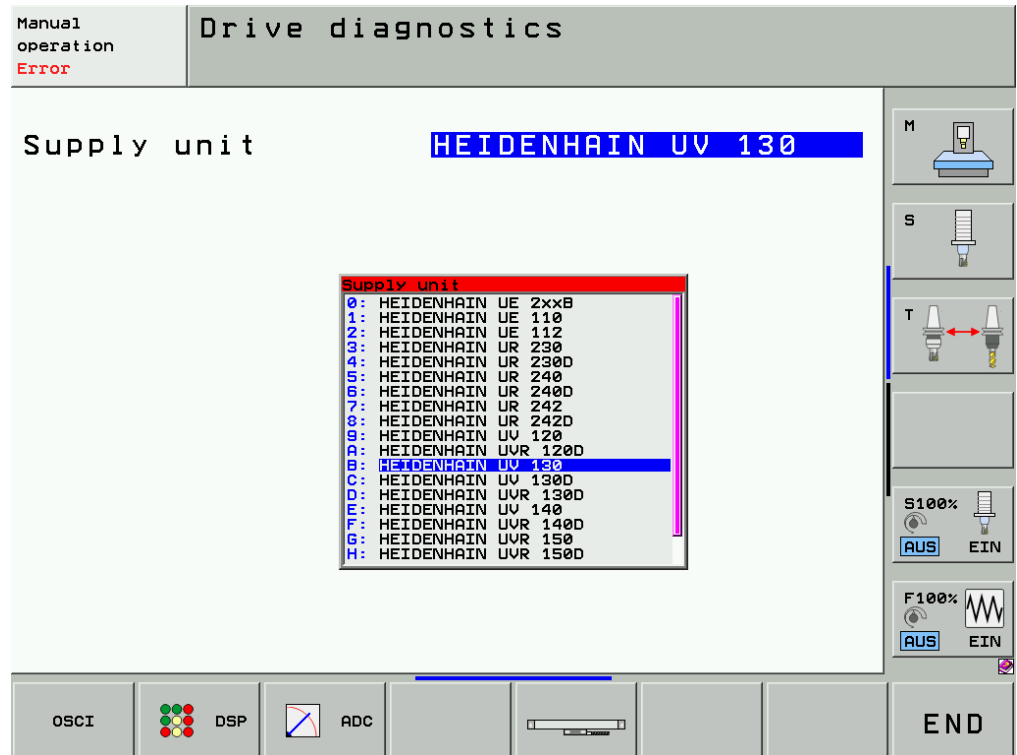 Manual
operation
Error
Drive diagnostics
Supply unit HEIDENHAIN UV 130
Supply unit
0: HEIDENHAIN UE 2xxB
1: HEIDENHAIN UE 110
2: HEIDENHAIN UE 112
3: HEIDENHAIN UR 230
4: HEIDENHAIN UR 230D
5: HEIDENHAIN UR 240
6: HEIDENHAIN UR 240D
7: HEIDENHAIN UR 242
8: HEIDENHAIN UR 242D
9: HEIDENHAIN UV 120
A: HEIDENHAIN UVR 120D
B: HEIDENHAIN UV 130
C: HEIDENHAIN UV 130D
D: HEIDENHAIN UVR 130D
E: HEIDENHAIN UV 140
F: HEIDENHAIN UVR 140D
G: HEIDENHAIN UVR 150
H: HEIDENHAIN UVR 150D
M
S
T
S100%
AUS EIN
F100%
AUS EIN
OSCI DSP ADC END